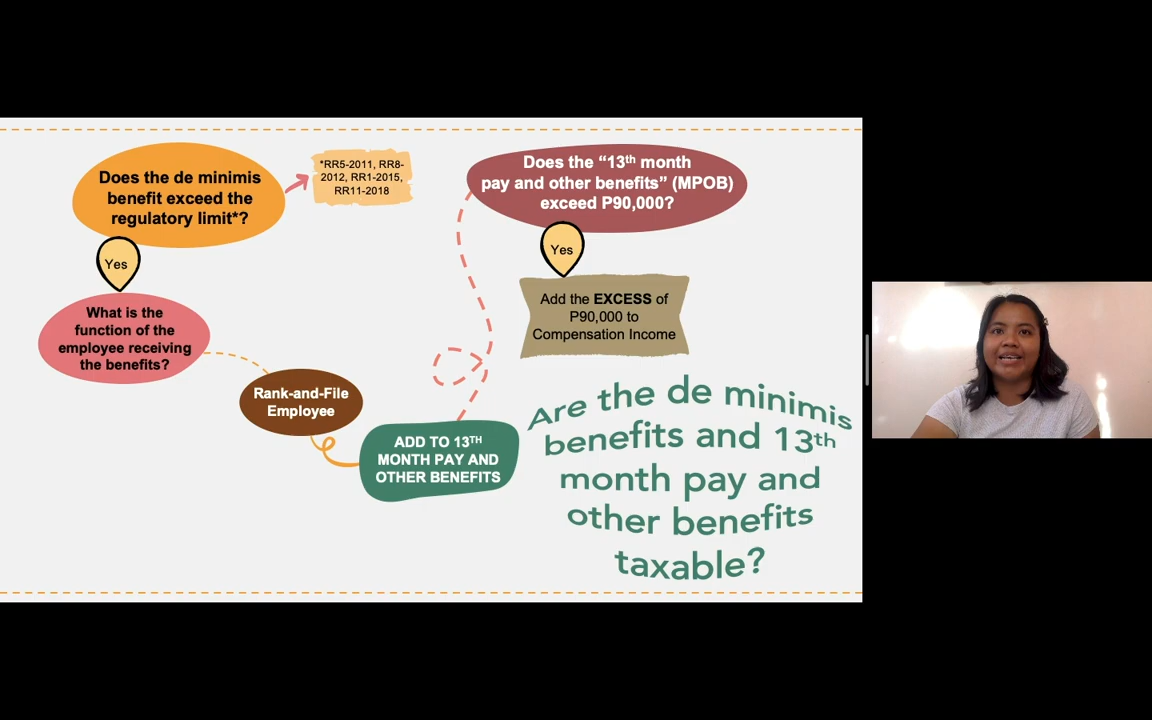 Does the de minimis
benefit exceed the
regulatory limit*?
*RR5-2011, RR8-
2012, RR1-2015,
RR11-2018
Yes
What is the
function of the
employee receiving
the benefits?
Rank-and-File
Employee
ADD TO 13TH
MONTH PAY AND
OTHER BENEFITS
Does the “13th month
pay and other benefits” (MPOB)
exceed P90,000?
Yes
Add the EXCESS of
P90,000 to
Compensation Income
Are the de minimis
benefits and 13th
month pay and
other benefits
taxable?